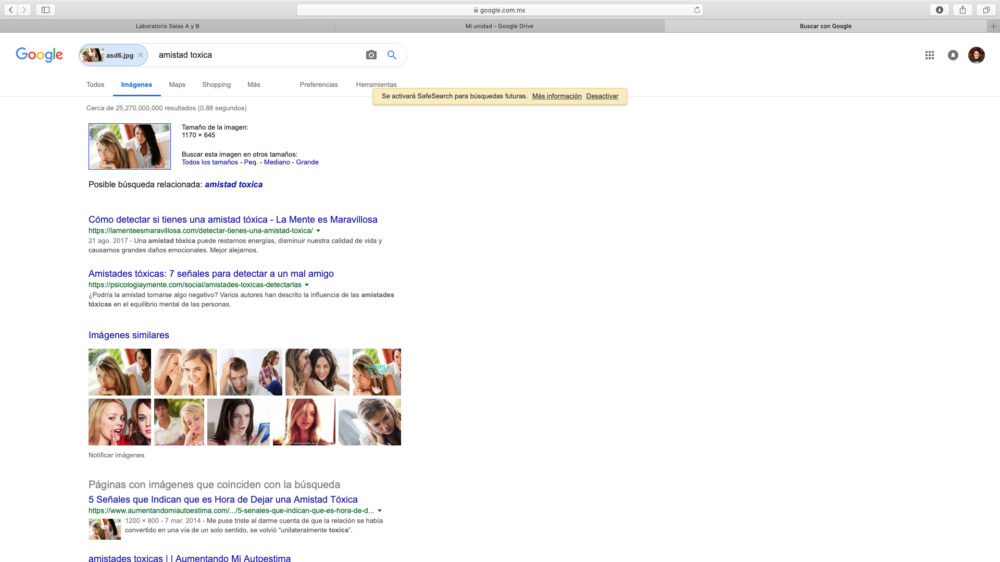 google.com.mx
Laboratorio Salas A y B
Mi unidad - Google Drive
Buscar con Google
Google
asd6.jpg
amistad toxica
Todos
Imágenes
Maps
Shopping
Más
Preferencias
Herramientas
Se activará SafeSearch para búsquedas futuras. Más información Desactivar
Cerca de 25,270,000,000 resultados (0.88 segundos)
Tamaño de la imagen:
1170 × 645
Buscar esta imagen en otros tamaños:
Todos los tamaños - Peq. - Mediano - Grande
Posible búsqueda relacionada: amistad toxica
Cómo detectar si tienes una amistad tóxica - La Mente es Maravillosa
https://lamenteesmaravillosa.com/detectar-tienes-una-amistad-toxica/
21 ago. 2017 - Una amistad tóxica puede restarnos energías, disminuir nuestra calidad de vida y
causarnos grandes daños emocionales. Mejor alejarnos.
Amistades tóxicas: 7 señales para detectar a un mal amigo
https://psicologiaymente.com/social/amistades-toxicas-detectarlas
¿Podría la amistad tornarse algo negativo? Varios autores han descrito la influencia de las amistades
tóxicas en el equilibrio mental de las personas.
Imágenes similares
Notificar imágenes
Páginas con imágenes que coinciden con la búsqueda
5 Señales que Indican que es Hora de Dejar una Amistad Tóxica
https://www.aumentandomiautoestima.com/.../5-senales-que-indican-que-es-hora-de-d...
1200 × 800 - 7 mar. 2014 - Me puse triste al darme cuenta de que la relación se había
convertido en una vía de un solo sentido, se volvió “unilateralmente toxica”.
amistades toxicas | | Aumentando Mi Autoestima